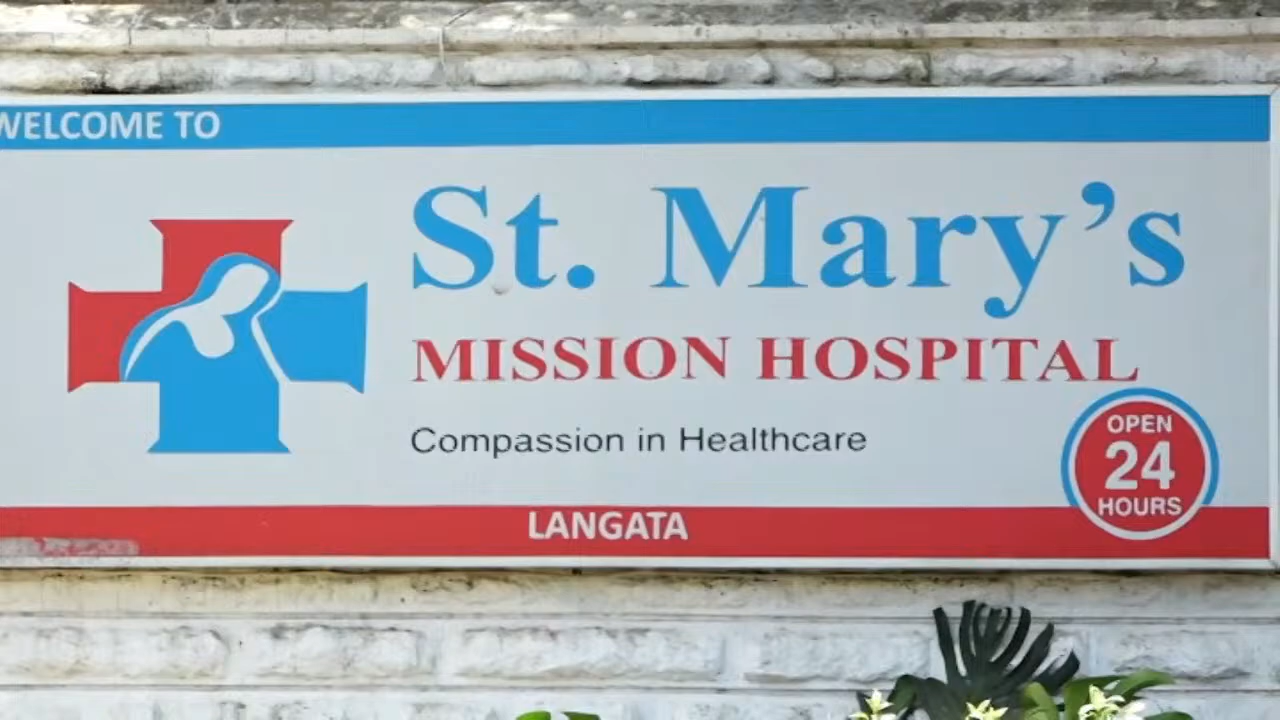 WELCOME TO
St. Mary’s
MISSION HOSPITAL
Compassion in Healthcare
OPEN
24
HOURS
LANGATA